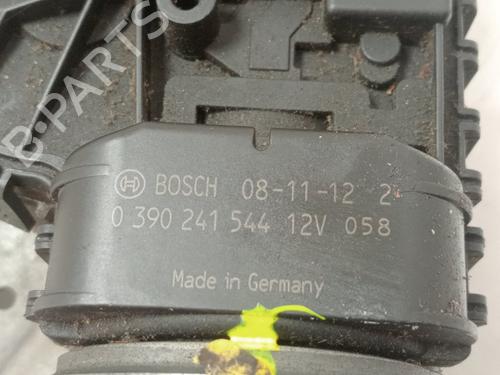 B-PARTS
BOSCH 08-11-12 2
0 390 241 544 12V 058
Made in Germany